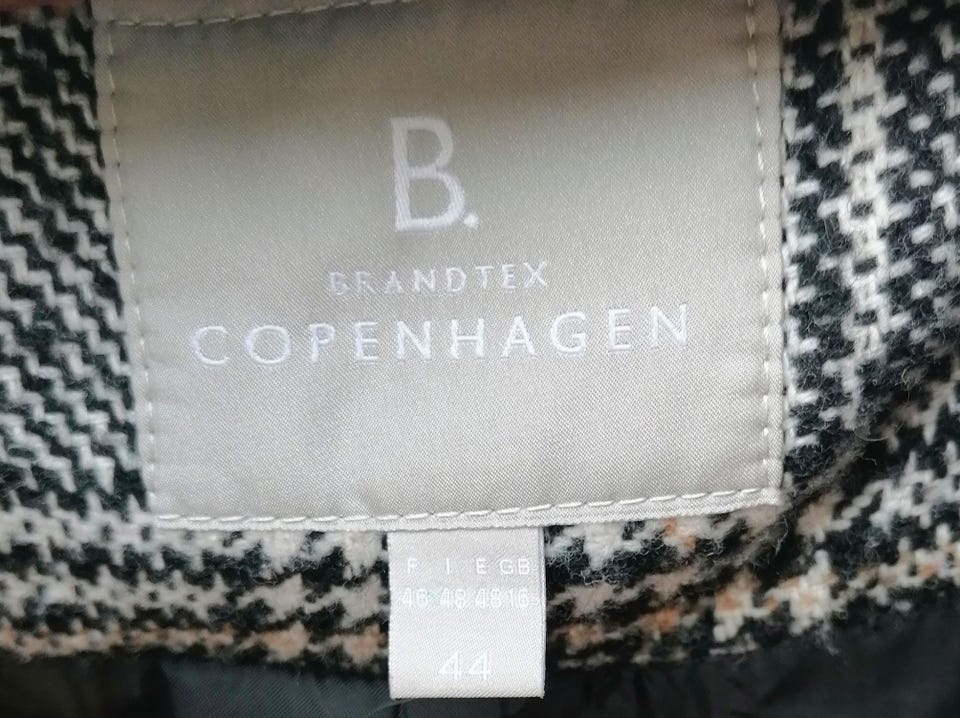 B.
BRANDTEX
COPENHAGEN
F I E GB
46 48 48 16
44